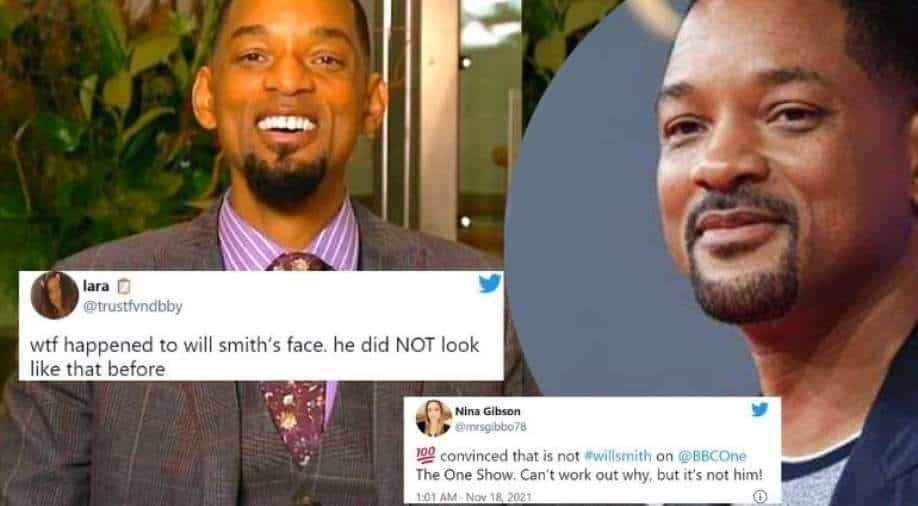 lara 📋
@trustfvndbby
wtf happened to will smith's face. he did NOT look
like that before
Nina Gibson
@mrsgibbo78
💯 convinced that is not #willsmith on @BBCOne
The One Show. Can't work out why, but it's not him!
1:01 AM · Nov 18, 2021